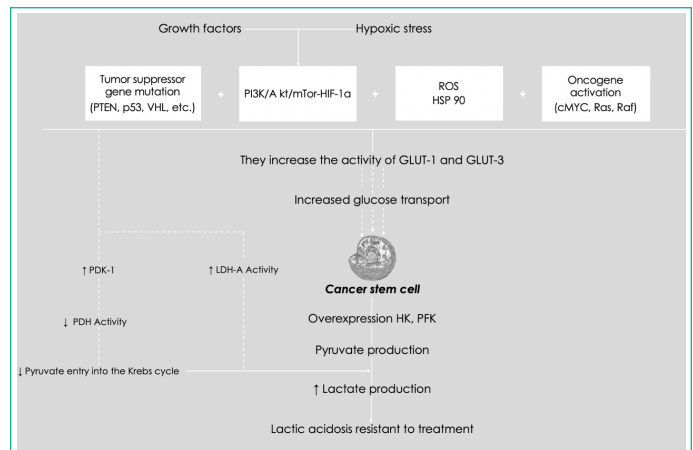 Growth factors
Hypoxic stress
Tumor suppressor
gene mutation
(PTEN, p53, VHL, etc.)
+
PI3K/A kt/mTor-HIF-1a
+
ROS
HSP 90
+
Oncogene
activation
(cMYC, Ras, Raf)
They increase the activity of GLUT-1 and GLUT-3
Increased glucose transport
↑ PDK-1
↑ LDH-A Activity
Cancer stem cell
Overexpression HK, PFK
↓ PDH Activity
Pyruvate production
↓ Pyruvate entry into the Krebs cycle
↑ Lactate production
Lactic acidosis resistant to treatment